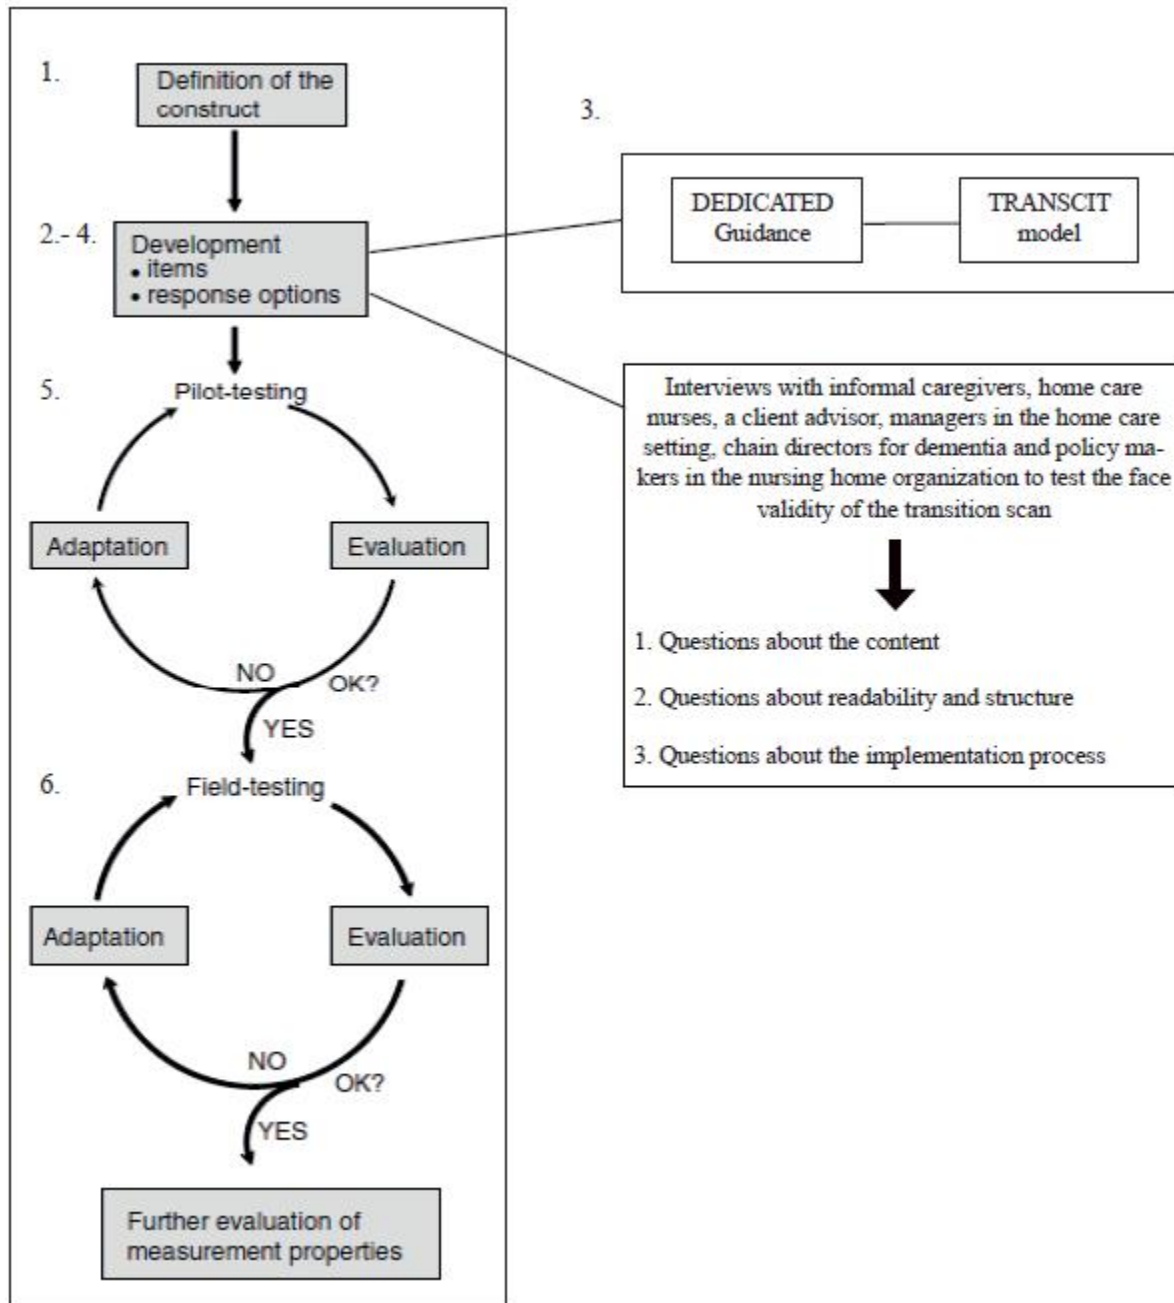 1.
Definition of the
construct
2.- 4.
Development
• items
• response options
5.
Pilot-testing
Adaptation
Evaluation
NO
OK?
YES
6.
Field-testing
Adaptation
Evaluation
NO
OK?
YES
Further evaluation of
measurement properties
3.
DEDICATED
Guidance
TRANSCIT
model
Interviews with informal caregivers, home care
nurses, a client advisor, managers in the home care
setting, chain directors for dementia and policy ma-
kers in the nursing home organization to test the face
validity of the transition scan
1. Questions about the content
2. Questions about readability and structure
3. Questions about the implementation process